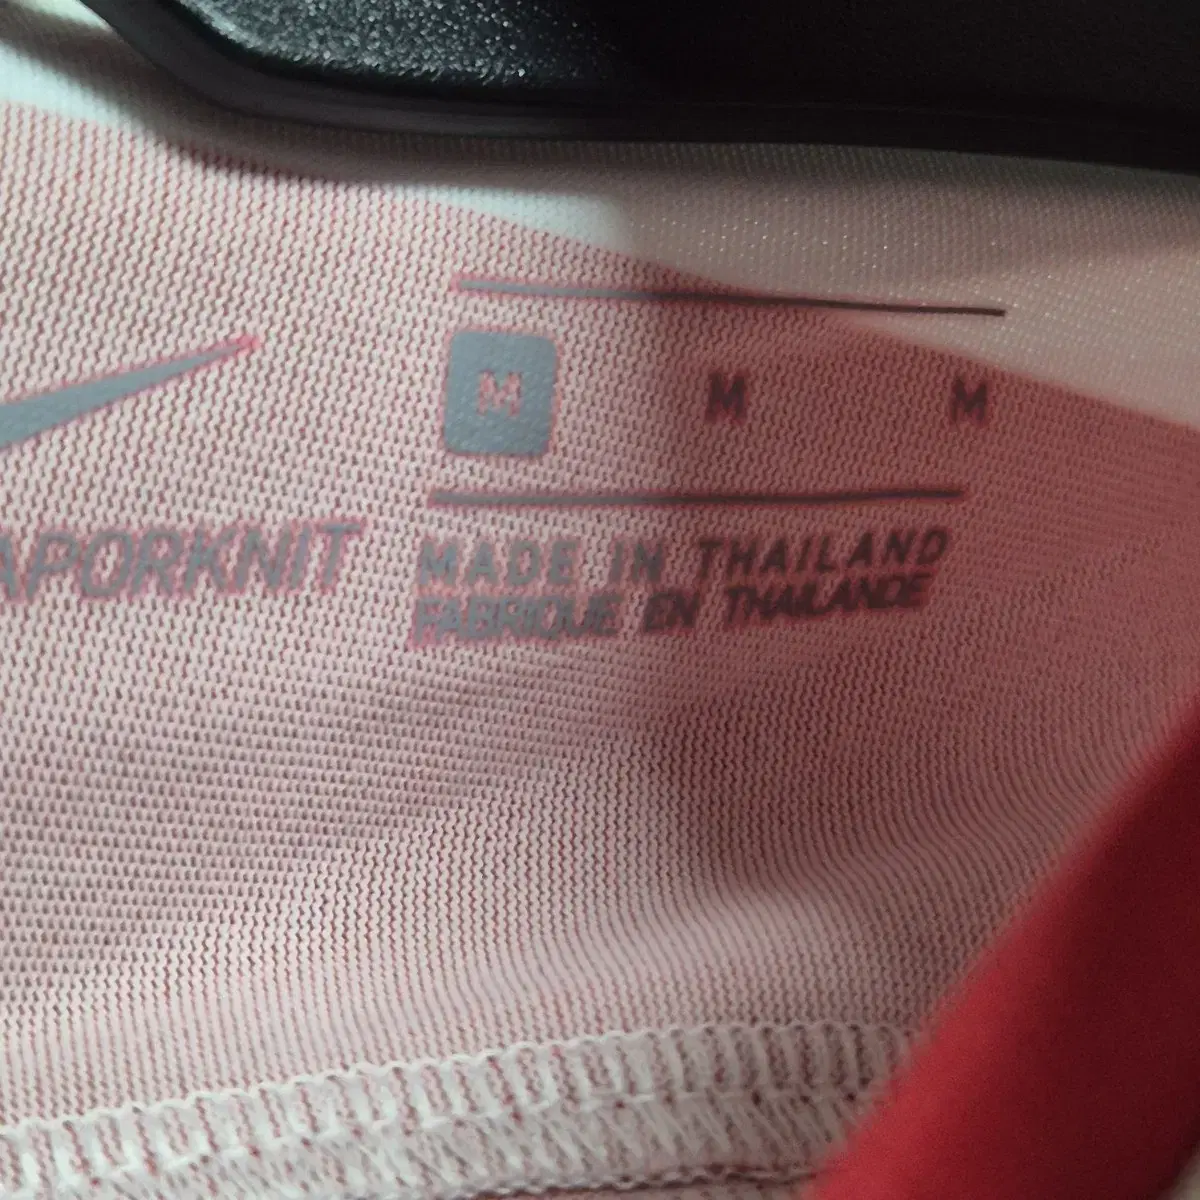 M M M
APORKNIT
MADE IN THAILAND
FABRIQUE EN THAILANDE